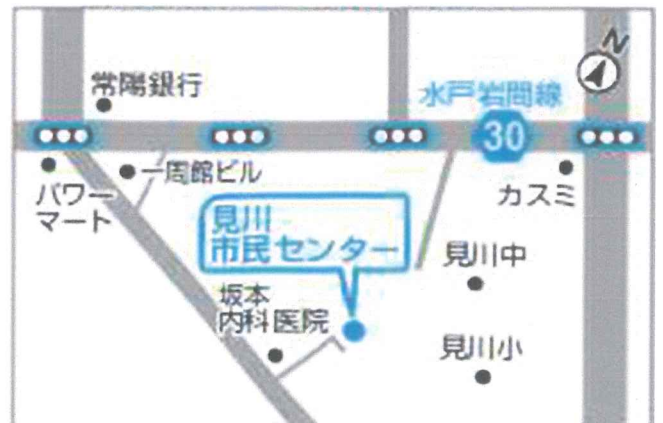 N
常陽銀行
水戸岩間線
30
一周館ビル
パワー
マート
カスミ
見川
市民センター
見川中
坂本
内科医院
見川小